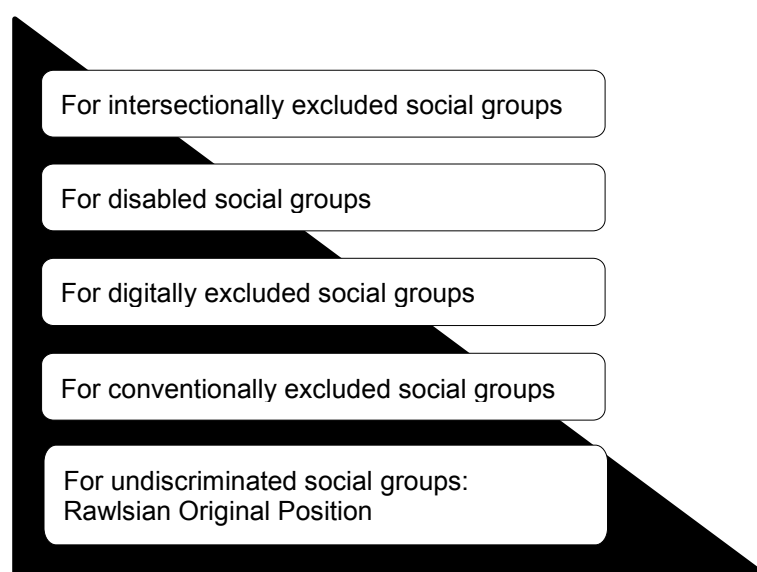 For intersectionally excluded social groups
For disabled social groups
For digitally excluded social groups
For conventionally excluded social groups
For undiscriminated social groups:
Rawlsian Original Position